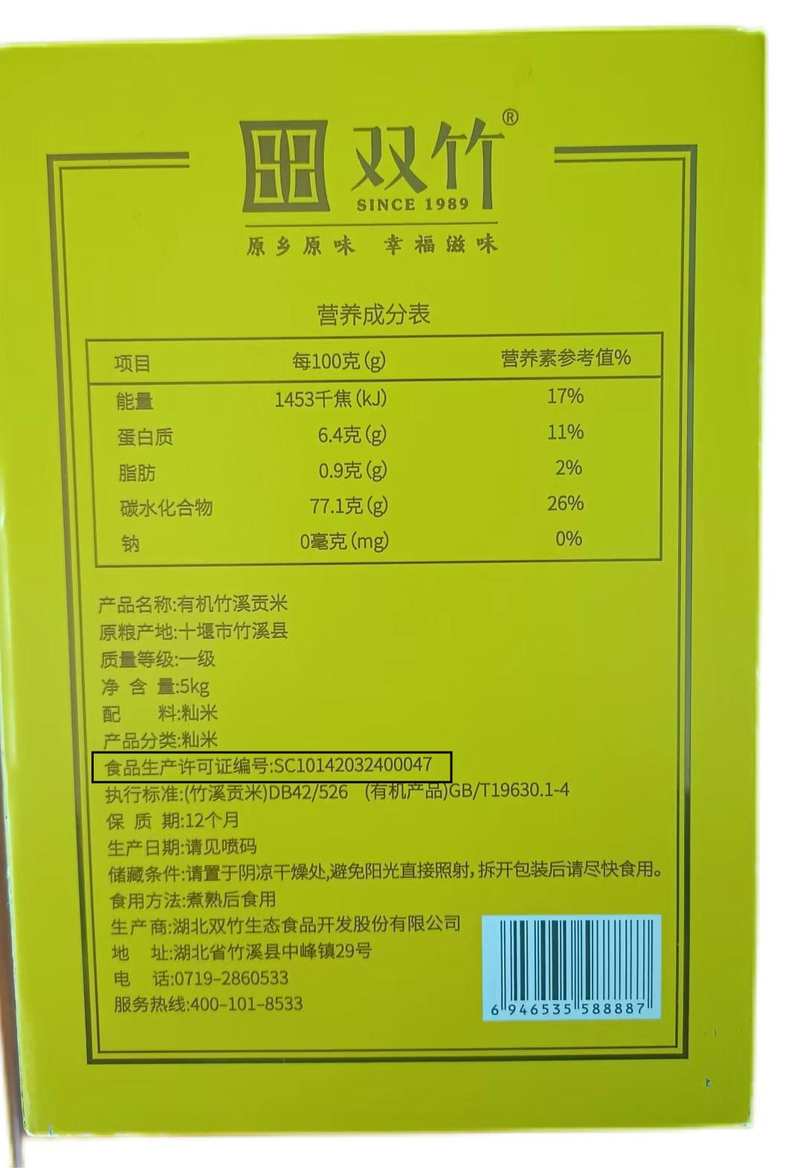 双竹®
SINCE 1989
原乡原味 幸福滋味
营养成分表
项目 每100克(g) 营养素参考值%
能量 1453千焦(kJ) 17%
蛋白质 6.4克(g) 11%
脂肪 0.9克(g) 2%
碳水化合物 77.1克(g) 26%
钠 0毫克(mg) 0%
产品名称:有机竹溪贡米
原粮产地:十堰市竹溪县
质量等级:一级
净含量:5kg
配料:籼米
产品分类:籼米
食品生产许可证编号:SC10142032400047
执行标准:(竹溪贡米)DB42/526 (有机产品)GB/T19630.1-4
保质期:12个月
生产日期:请见喷码
储藏条件:请置于阴凉干燥处,避免阳光直接照射,拆开包装后请尽快食用。
食用方法:煮熟后食用
生产商:湖北双竹生态食品开发股份有限公司
地址:湖北省竹溪县中峰镇29号
电话:0719-2860533
服务热线:400-101-8533
6 946535 588887